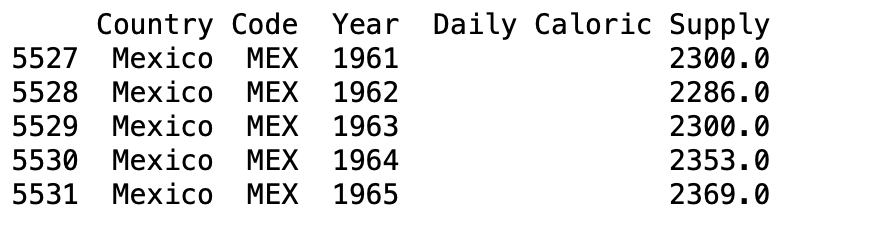 Country Code Year Daily Caloric Supply
5527 Mexico MEX 1961 2300.0
5528 Mexico MEX 1962 2286.0
5529 Mexico MEX 1963 2300.0
5530 Mexico MEX 1964 2353.0
5531 Mexico MEX 1965 2369.0